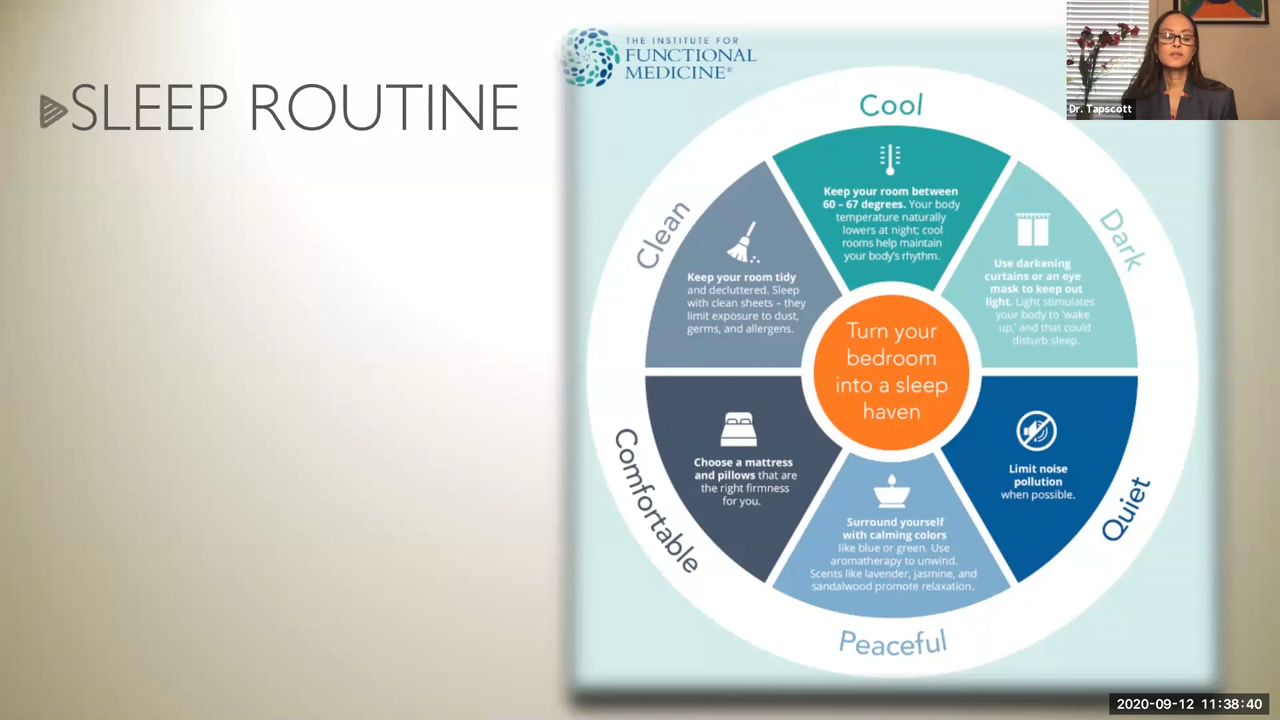 SLEEP ROUTINE
THE INSTITUTE FOR
FUNCTIONAL
MEDICINE®
Dr. Tapscott
Cool
Keep your room between
60 – 67 degrees. Your body
temperature naturally
lowers at night; cool
rooms help maintain
your body's rhythm.
Dark
Use darkening
curtains or an eye
mask to keep out
light. Light stimulates
your body to 'wake
up,' and that could
disturb sleep.
Quiet
Limit noise
pollution
when possible.
Peaceful
Surround yourself
with calming colors
like blue or green. Use
aromatherapy to unwind.
Scents like lavender, jasmine, and
sandalwood promote relaxation.
Comfortable
Choose a mattress
and pillows that are
the right firmness
for you.
Clean
Keep your room tidy
and decluttered. Sleep
with clean sheets – they
limit exposure to dust,
germs, and allergens.
Turn your
bedroom
into a sleep
haven
2020-09-12 11:38:40